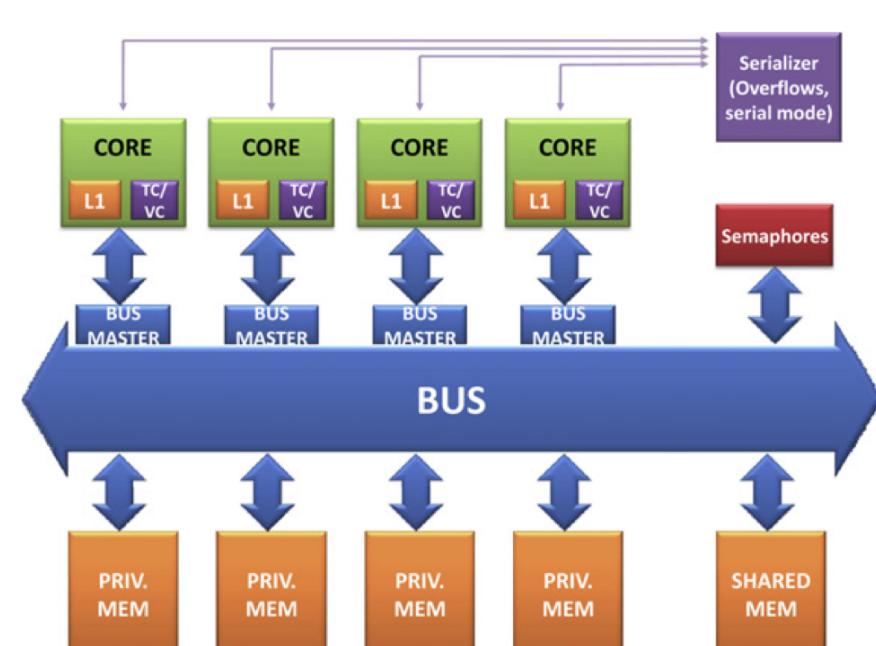 Serializer
(Overflows,
serial mode)
CORE
CORE
CORE
CORE
L1
TC/
VC
L1
TC/
VC
L1
TC/
VC
L1
TC/
VC
Semaphores
BUS
MASTER
BUS
MASTER
BUS
MASTER
BUS
MASTER
BUS
PRIV.
MEM
PRIV.
MEM
PRIV.
MEM
PRIV.
MEM
SHARED
MEM